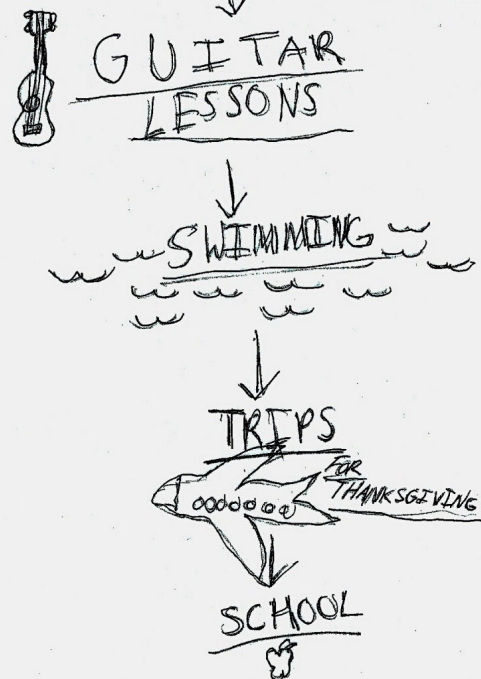 GUITAR
LESSONS
SWIMMING
TRIPS
FOR
THANKSGIVING
SCHOOL